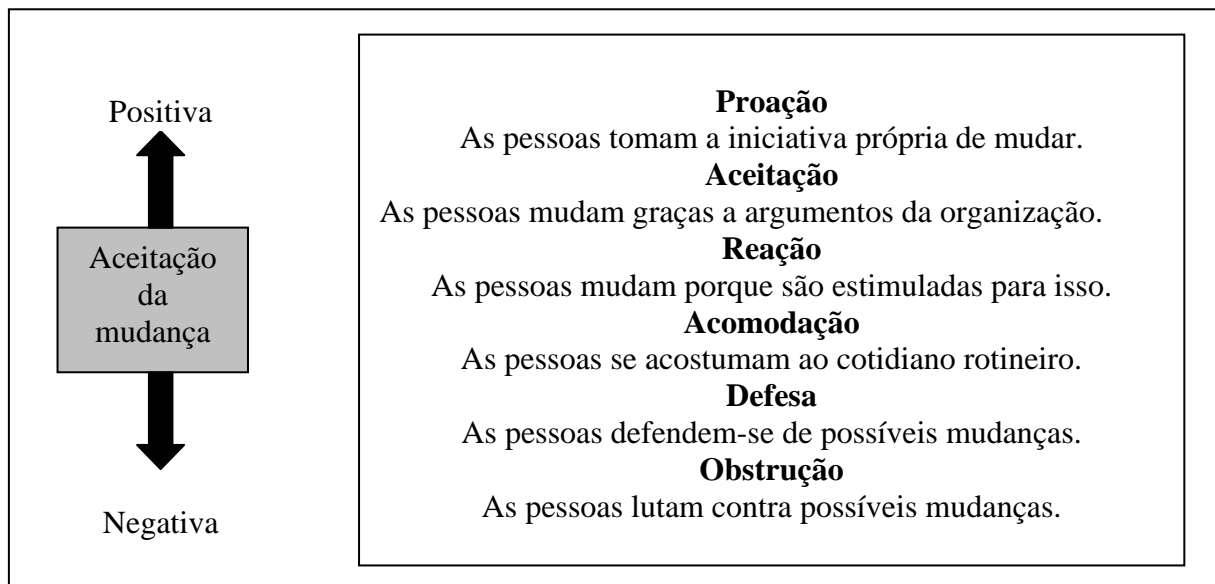 Positiva
Aceitação
da
mudança
Negativa
Proação
As pessoas tomam a iniciativa própria de mudar.
Aceitação
As pessoas mudam graças a argumentos da organização.
Reação
As pessoas mudam porque são estimuladas para isso.
Acomodação
As pessoas se acostumam ao cotidiano rotineiro.
Defesa
As pessoas defendem-se de possíveis mudanças.
Obstrução
As pessoas lutam contra possíveis mudanças.